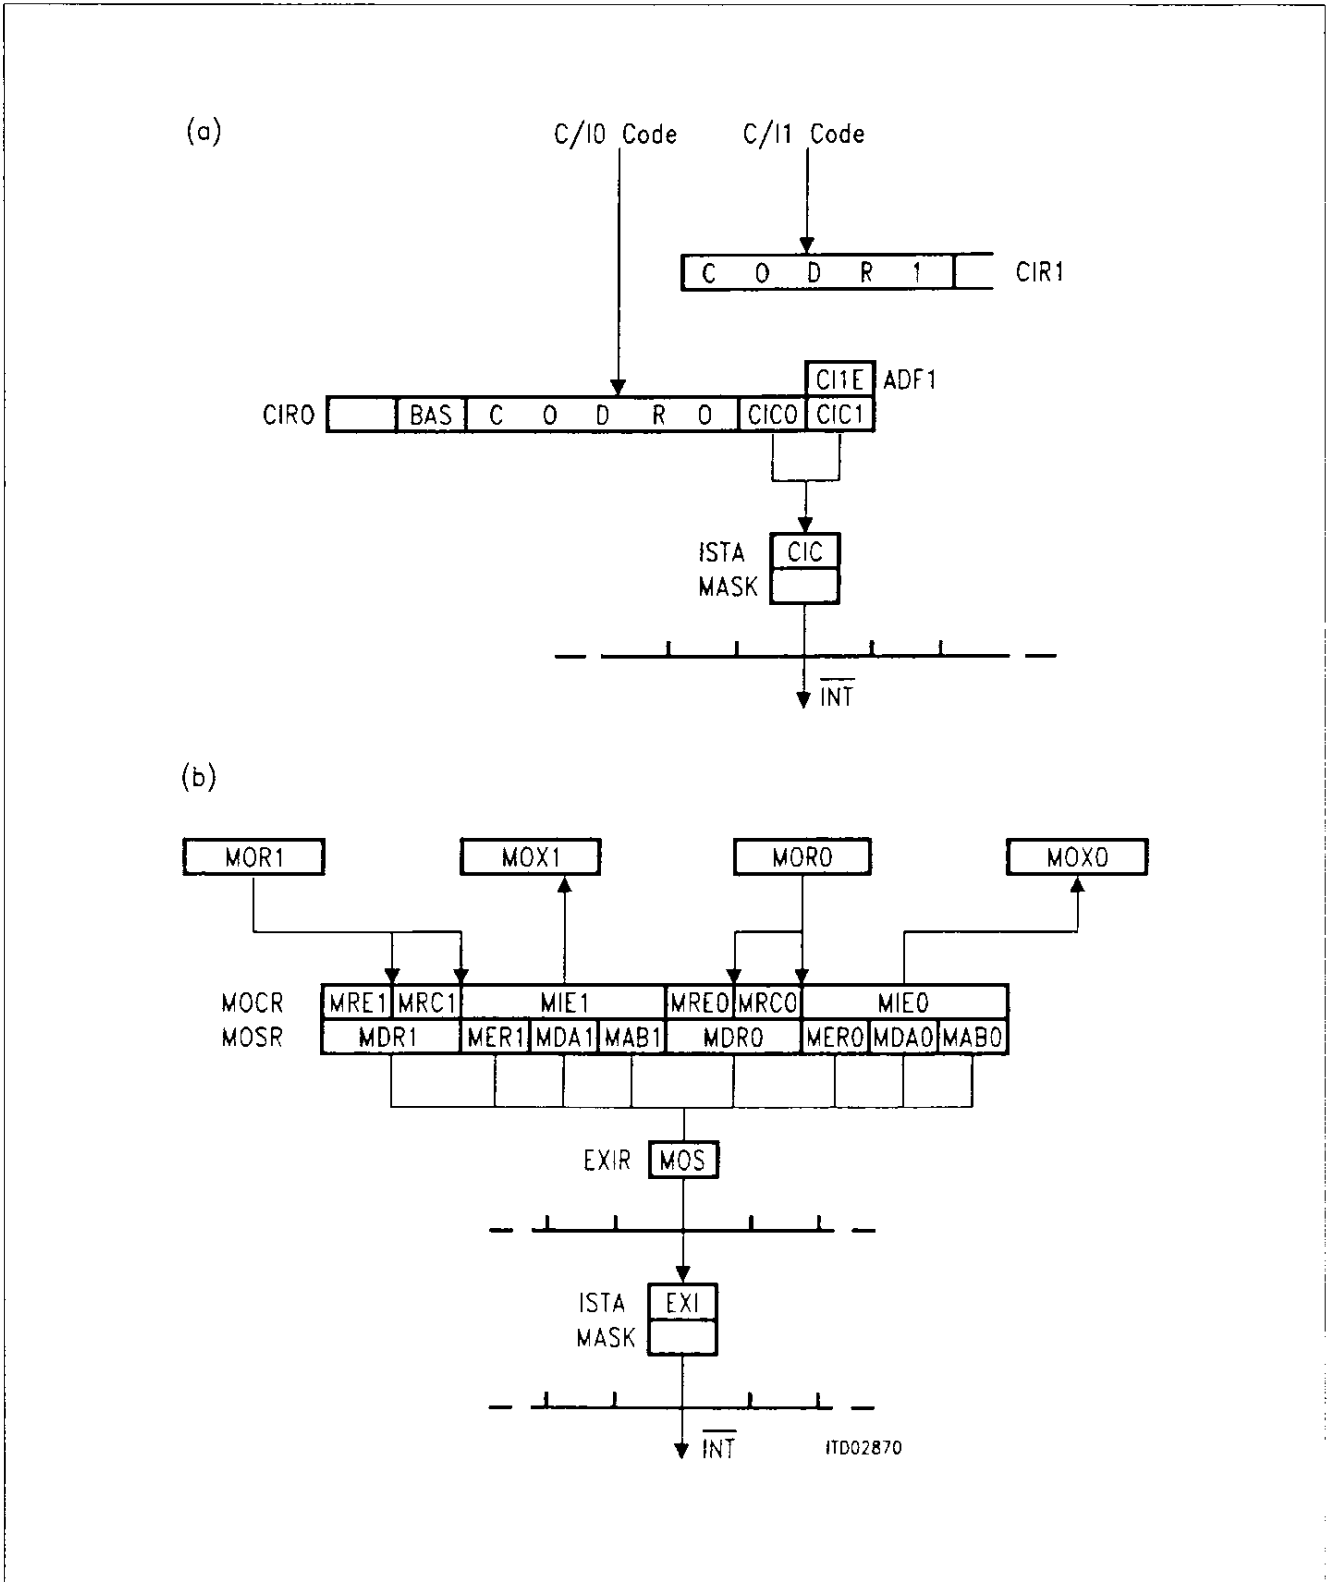 (a)
C/I0 Code C/I1 Code
C O D R 1 CIR1
CI1E ADF1
CIR0 BAS C O D R 0 CIC0 CIC1
ISTA CIC
MASK
INT
(b)
MOR1 MOX1 MOR0 MOX0
MOCR MRE1 MRC1 MIE1 MRE0 MRC0 MIE0
MOSR MDR1 MER1 MDA1 MAB1 MDR0 MER0 MDA0 MAB0
EXIR MOS
ISTA EXI
MASK
INT
ITD02870